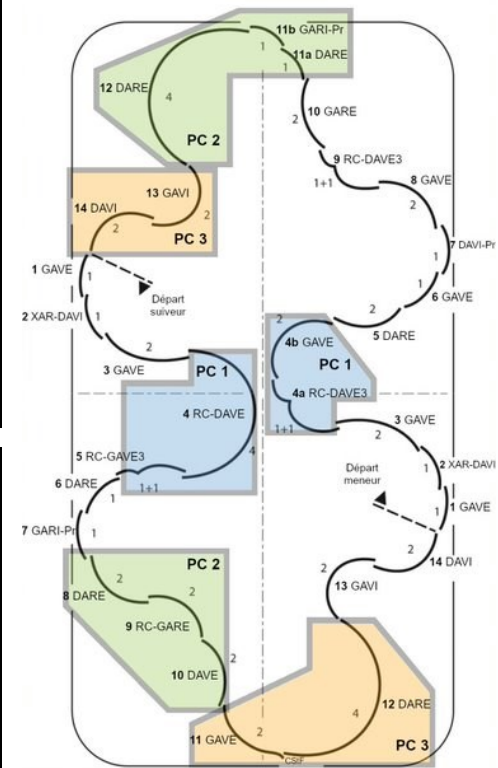 11b GARI-Pr
1
11a DARE
1
12 DARE
4
10 GARE
2
PC 2
9 RC-DAVE3
1+1
8 GAVE
2
13 GAVI
14 DAVI
2
2
PC 3
7 DAVI-Pr
1
1 GAVE
1
1
6 GAVE
Départ
suiveur
2 XAR-DAVI
1
2
5 DARE
2
4b GAVE
2
3 GAVE
PC 1
PC 1
4a RC-DAVE3
4 RC-DAVE
1+1
3 GAVE
2
4
5 RC-GAVE3
2 XAR-DAVI
1
6 DARE
1+1
Départ
meneur
1
1 GAVE
1
7 GARI-Pr
1
2
14 DAVI
PC 2
2
13 GAVI
2
8 DARE
2
9 RC-GARE
2
10 DAVE
12 DARE
4
11 GAVE
2
PC 3
CSIF